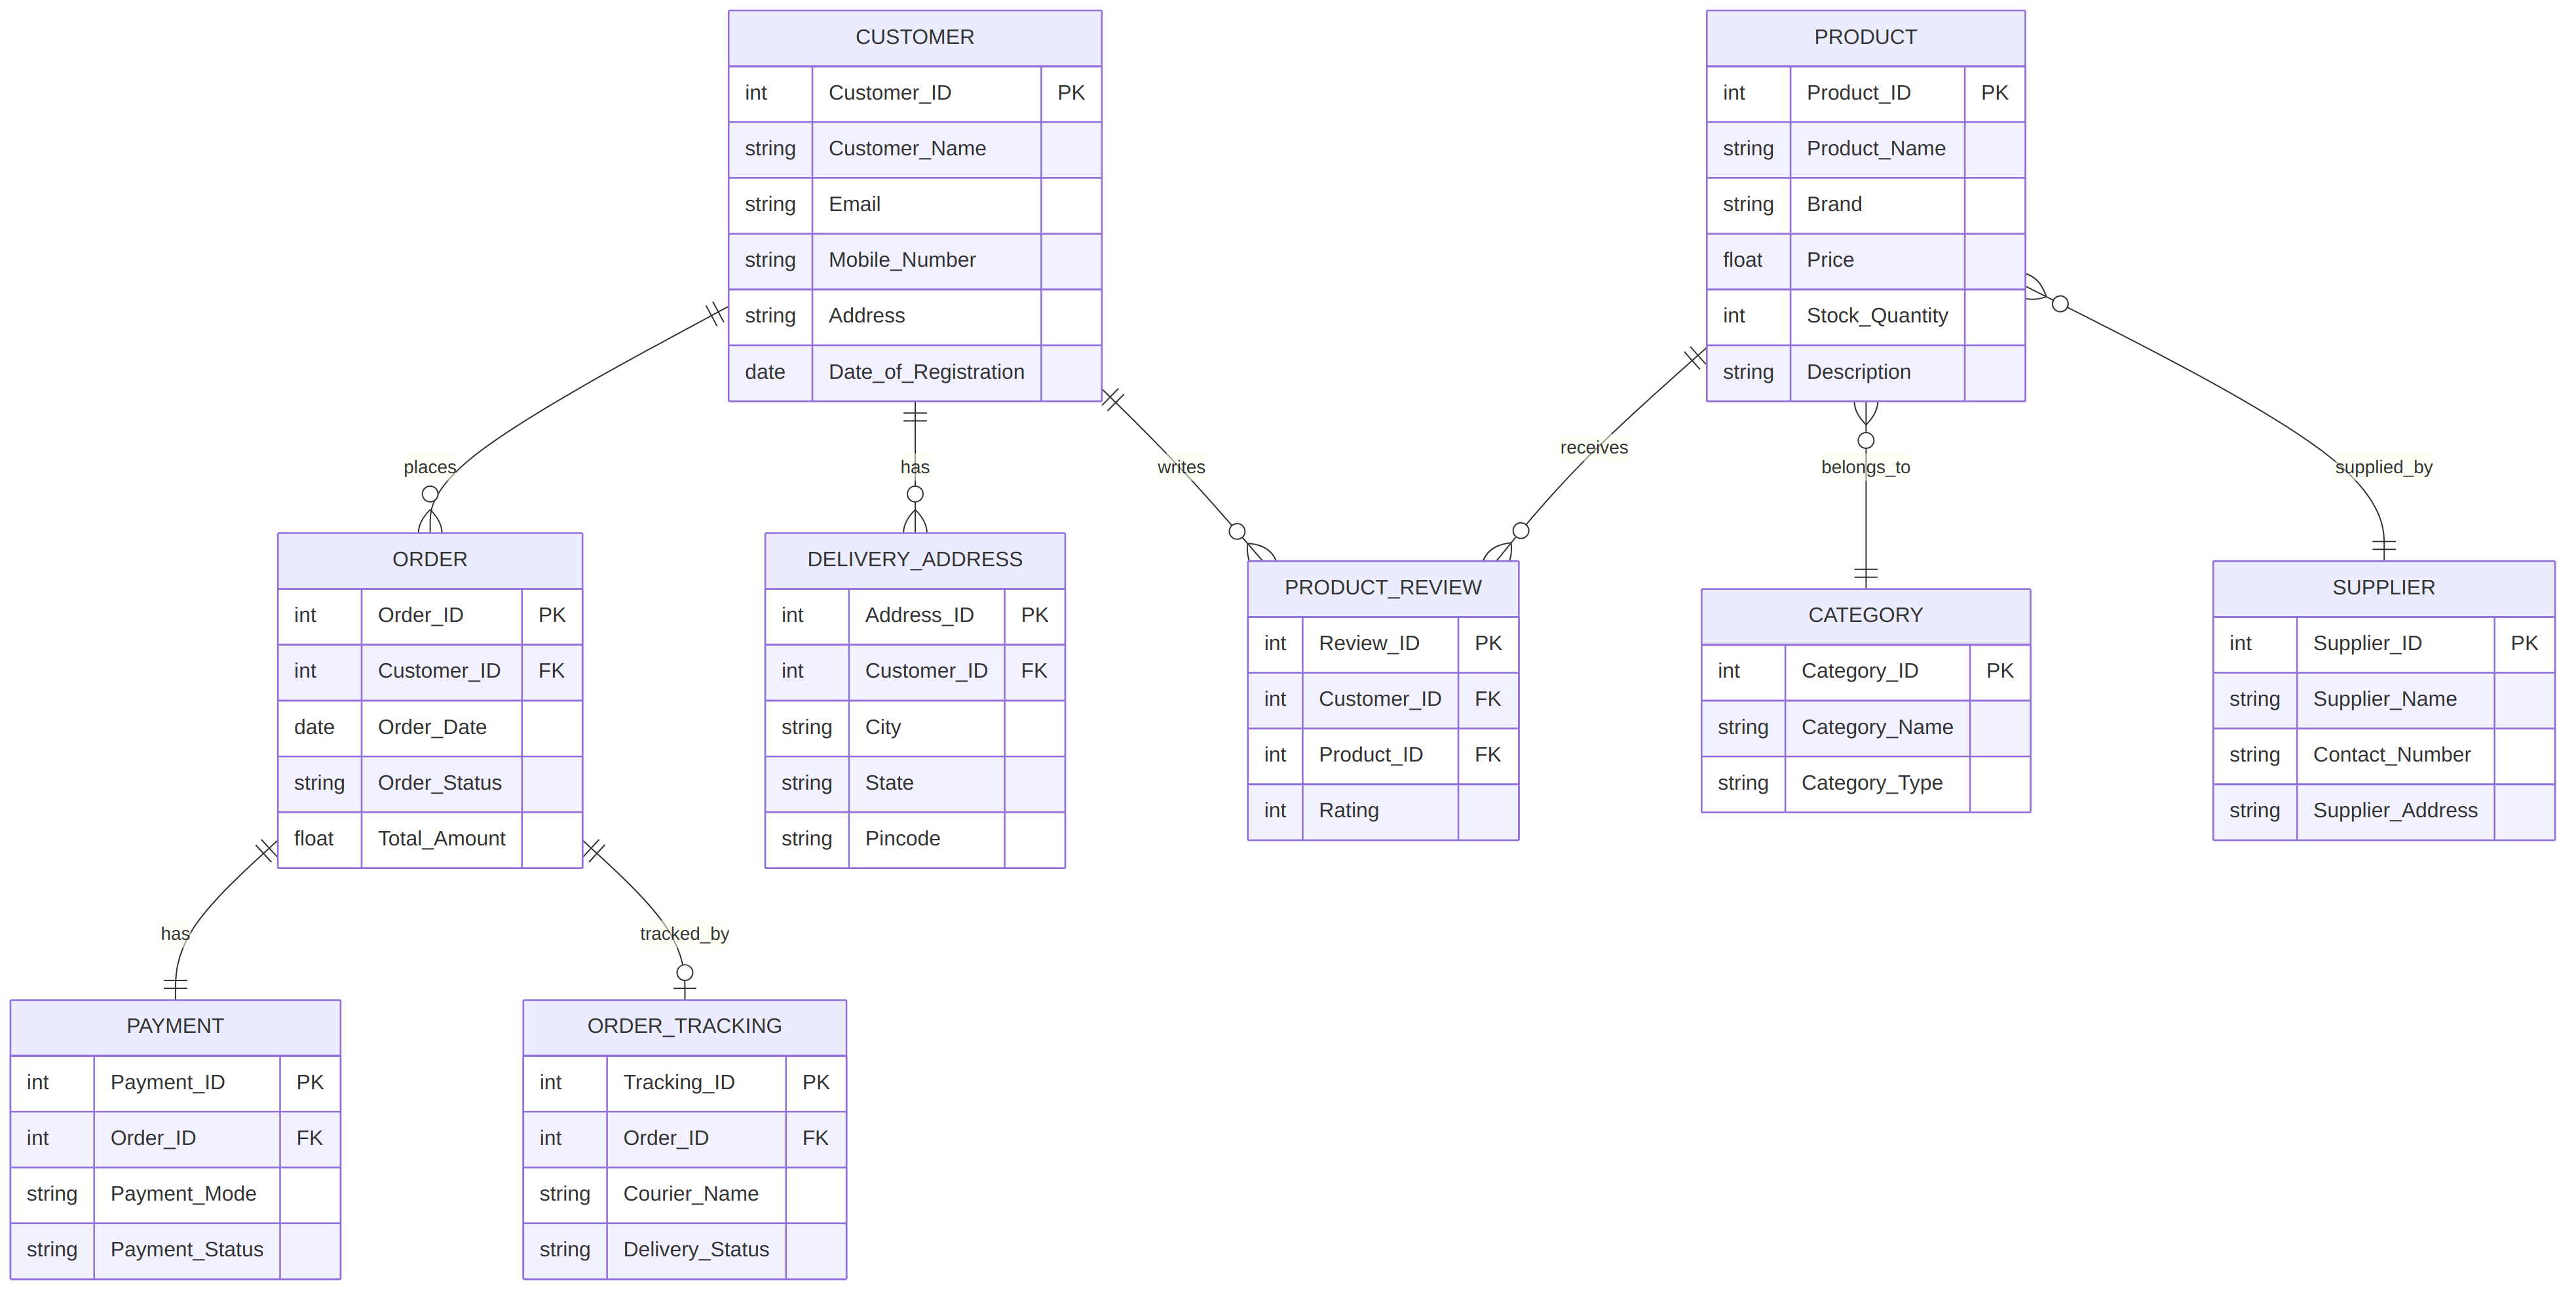 CUSTOMER
int Customer_ID PK
string Customer_Name
string Email
string Mobile_Number
string Address
date Date_of_Registration
PRODUCT
int Product_ID PK
string Product_Name
string Brand
float Price
int Stock_Quantity
string Description
places
has
writes
receives
belongs_to
supplied_by
ORDER
int Order_ID PK
int Customer_ID FK
date Order_Date
string Order_Status
float Total_Amount
DELIVERY_ADDRESS
int Address_ID PK
int Customer_ID FK
string City
string State
string Pincode
PRODUCT_REVIEW
int Review_ID PK
int Customer_ID FK
int Product_ID FK
int Rating
CATEGORY
int Category_ID PK
string Category_Name
string Category_Type
SUPPLIER
int Supplier_ID PK
string Supplier_Name
string Contact_Number
string Supplier_Address
has
tracked_by
PAYMENT
int Payment_ID PK
int Order_ID FK
string Payment_Mode
string Payment_Status
ORDER_TRACKING
int Tracking_ID PK
int Order_ID FK
string Courier_Name
string Delivery_Status